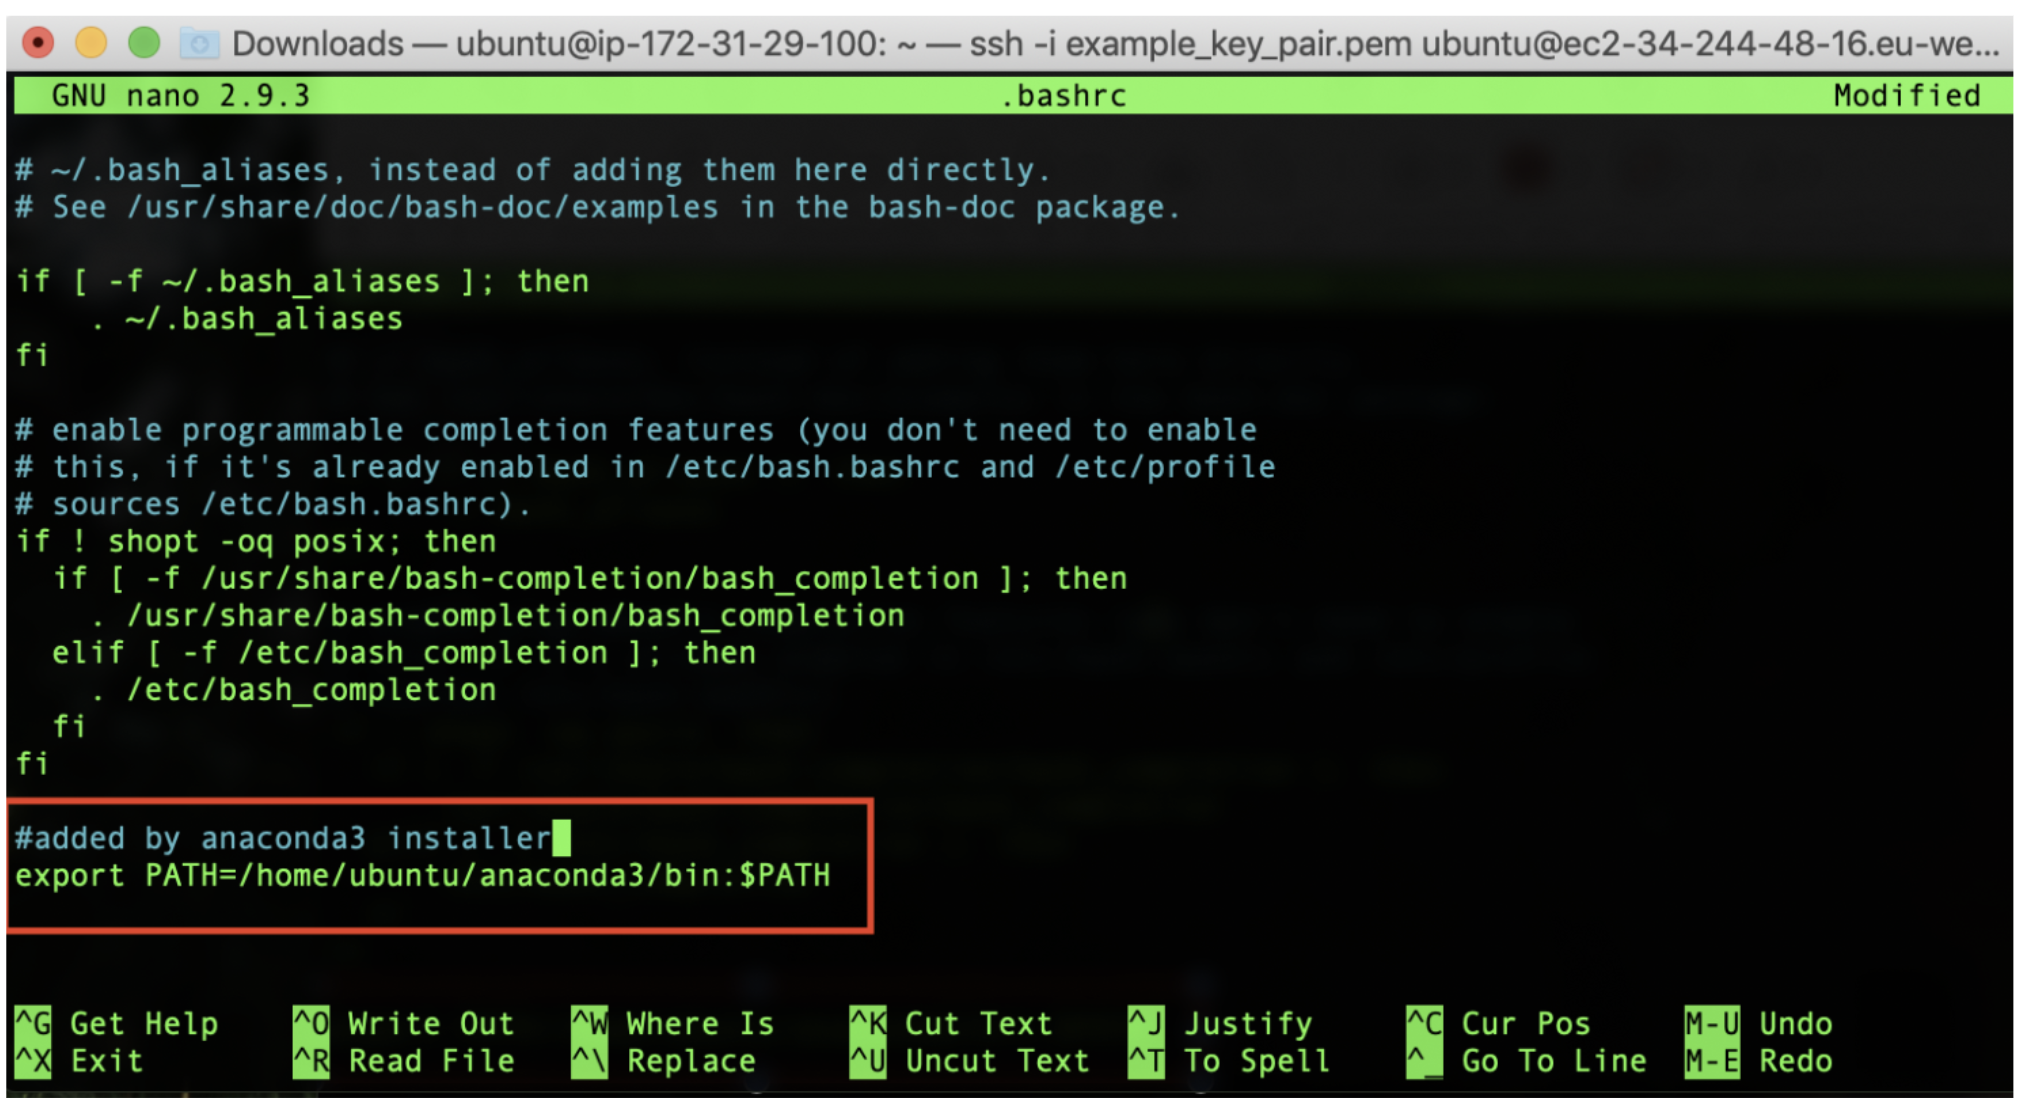 Downloads — ubuntu@ip-172-31-29-100: ~ — ssh -i example_key_pair.pem ubuntu@ec2-34-244-48-16.eu-we...
GNU nano 2.9.3 .bashrc Modified
# ~/.bash_aliases, instead of adding them here directly.
# See /usr/share/doc/bash-doc/examples in the bash-doc package.
if [ -f ~/.bash_aliases ]; then
    . ~/.bash_aliases
fi
# enable programmable completion features (you don't need to enable
# this, if it's already enabled in /etc/bash.bashrc and /etc/profile
# sources /etc/bash.bashrc).
if ! shopt -oq posix; then
  if [ -f /usr/share/bash-completion/bash_completion ]; then
    . /usr/share/bash-completion/bash_completion
  elif [ -f /etc/bash_completion ]; then
    . /etc/bash_completion
  fi
fi
#added by anaconda3 installer
export PATH=/home/ubuntu/anaconda3/bin:$PATH
^G Get Help ^O Write Out ^W Where Is ^K Cut Text ^J Justify ^C Cur Pos M-U Undo
^X Exit ^R Read File ^\ Replace ^U Uncut Text ^T To Spell ^_ Go To Line M-E Redo